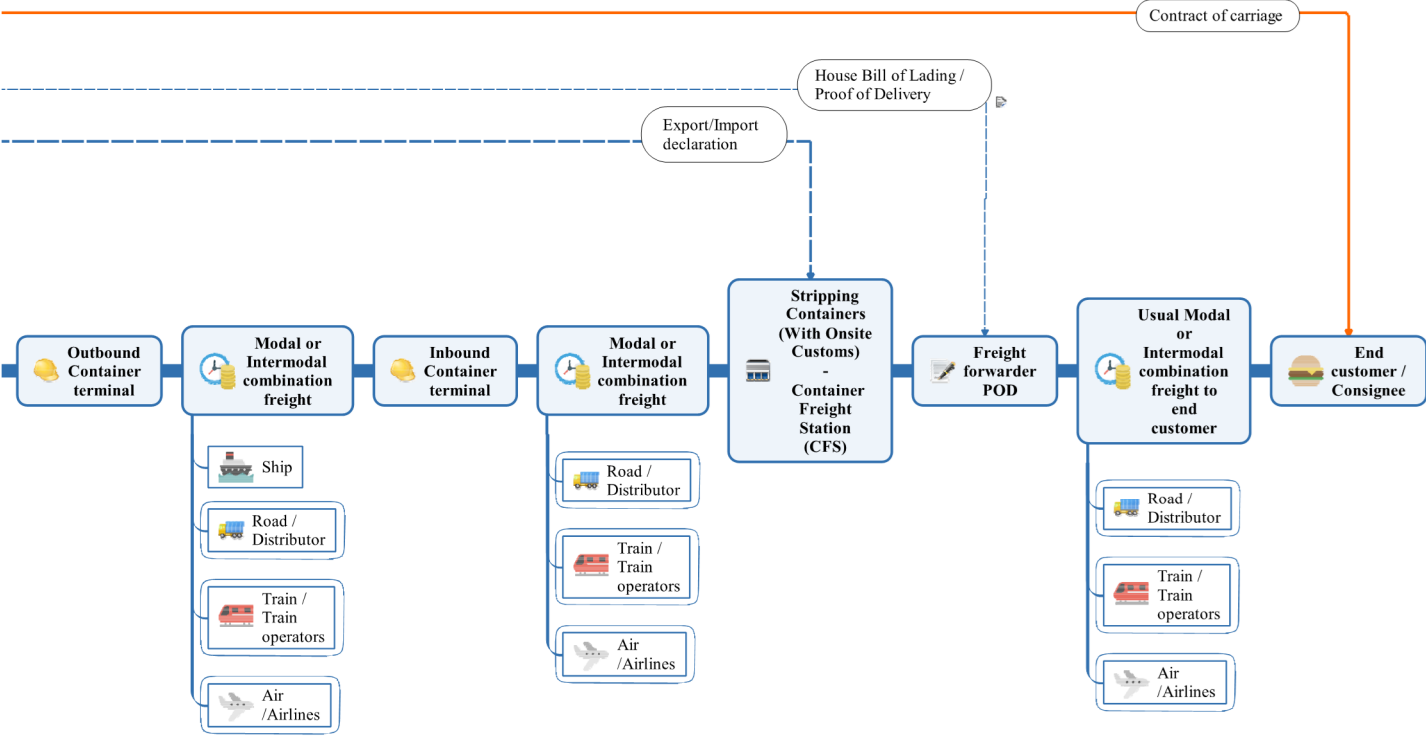 Contract of carriage
House Bill of Lading /
Proof of Delivery
Export/Import
declaration
Outbound
Container
terminal
Modal or
Intermodal
combination
freight
Inbound
Container
terminal
Modal or
Intermodal
combination
freight
Stripping
Containers
(With Onsite
Customs)
-
Container
Freight
Station
(CFS)
Freight
forwarder
POD
Usual Modal
or
Intermodal
combination
freight to
end
customer
End
customer /
Consignee
Ship
Road /
Distributor
Train /
Train
operators
Air
/Airlines
Road /
Distributor
Train /
Train
operators
Air
/Airlines
Road /
Distributor
Train /
Train
operators
Air
/Airlines